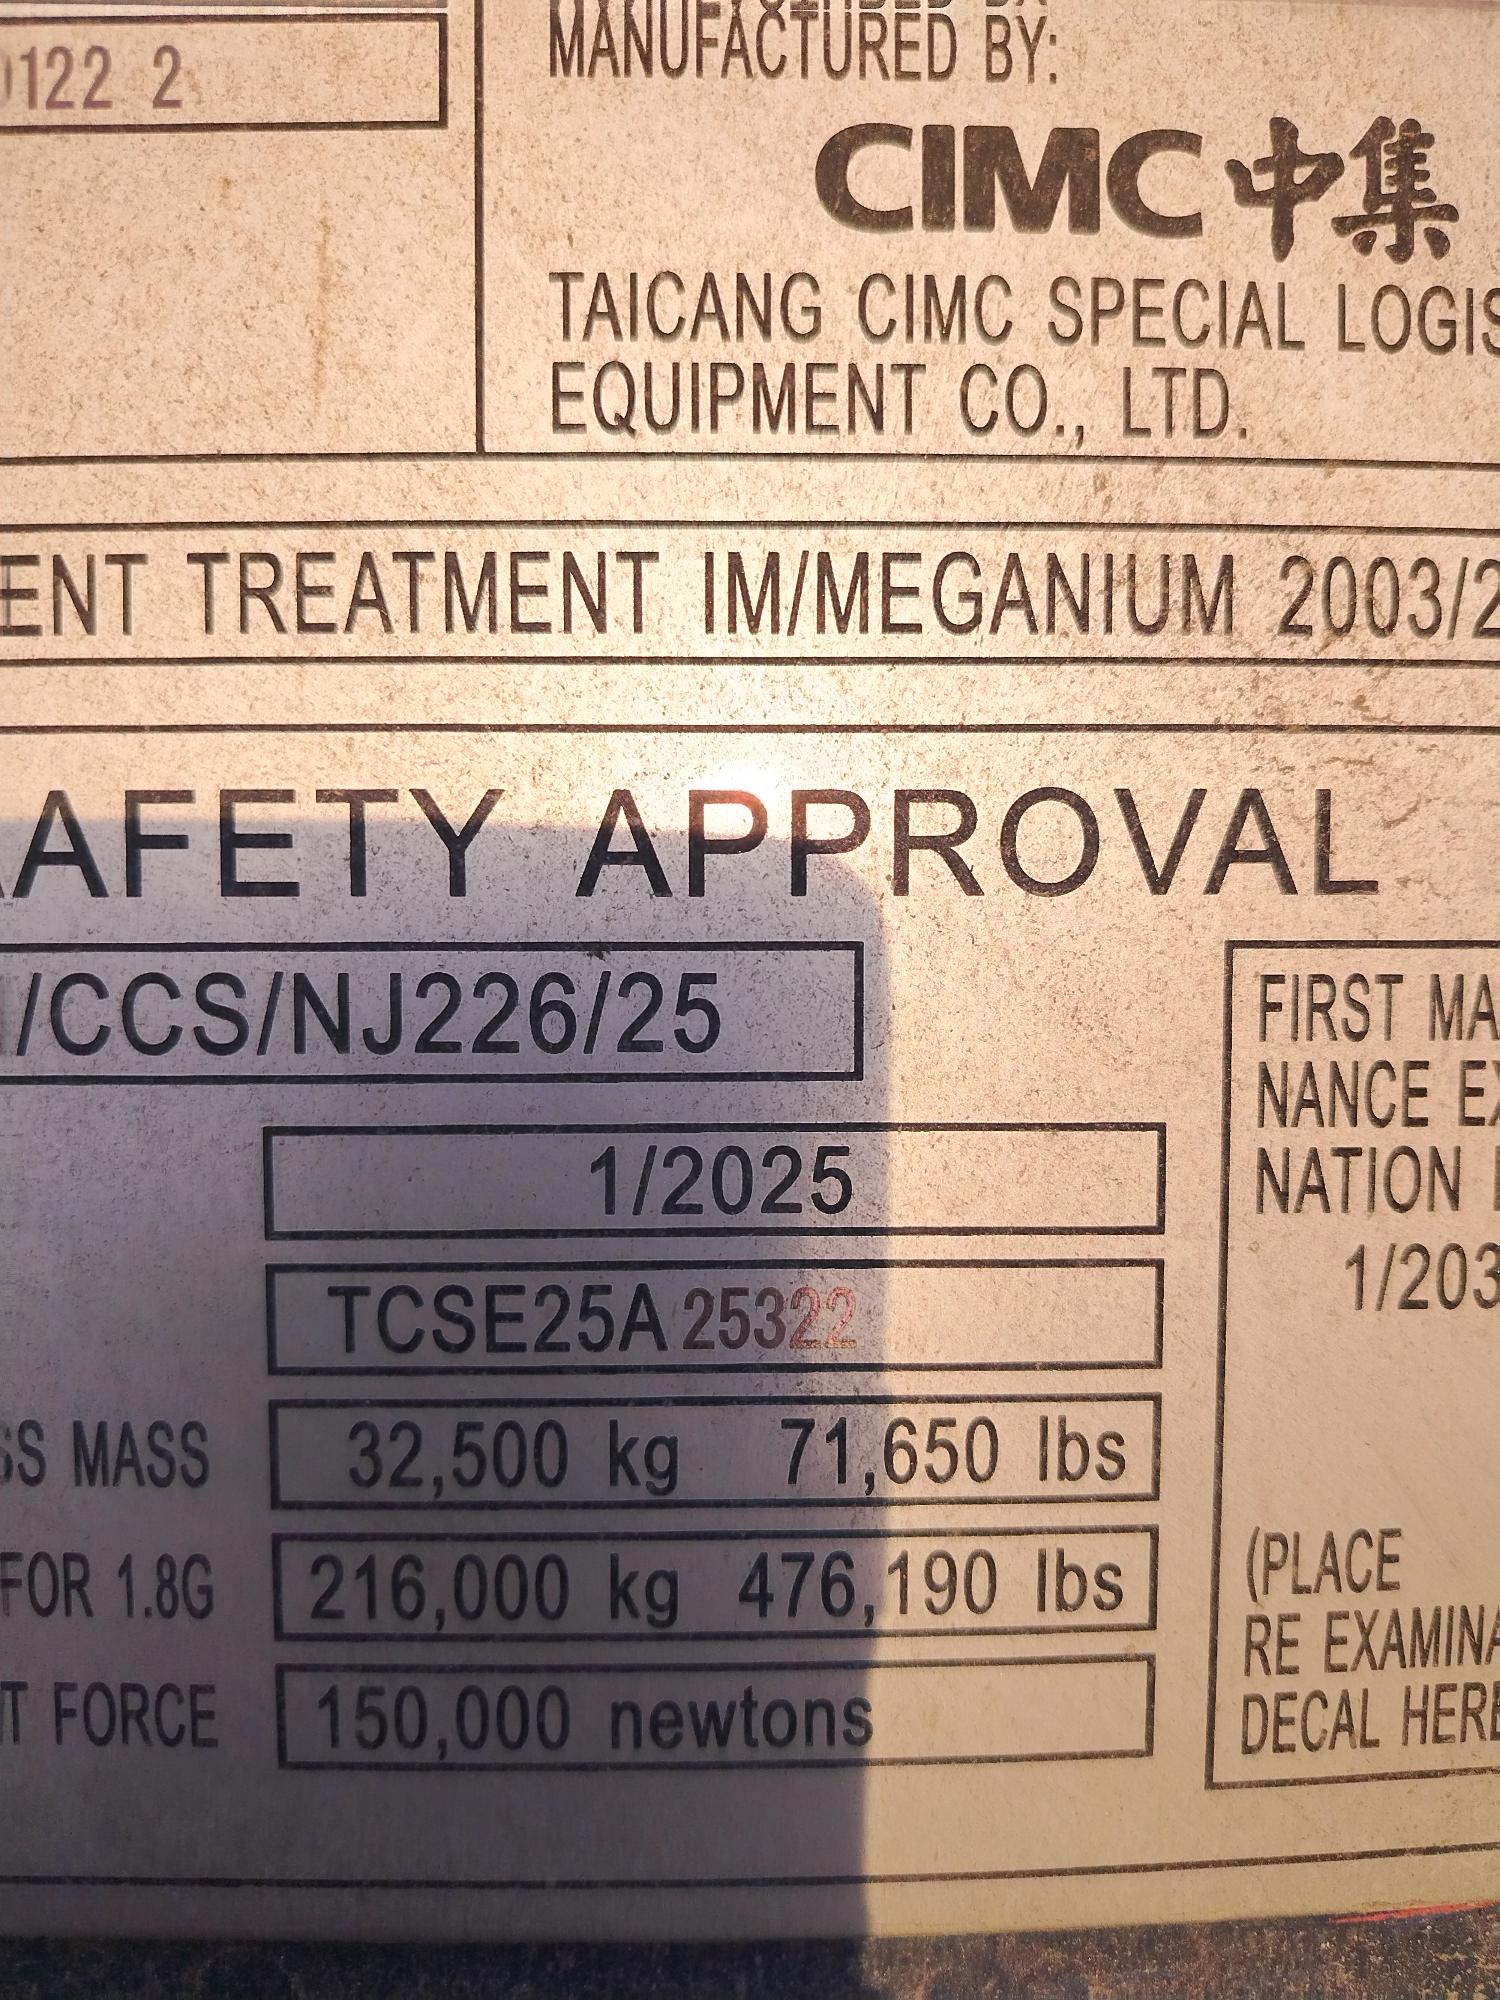 0122 2
MANUFACTURED BY:
CIMC 中集
TAICANG CIMC SPECIAL LOGIS
EQUIPMENT CO., LTD.
ENT TREATMENT IM/MEGANIUM 2003/2
AFETY APPROVAL
/CCS/NJ226/25
1/2025
TCSE25A 25322
SS MASS 32,500 kg 71,650 lbs
FOR 1.8G 216,000 kg 476,190 lbs
T FORCE 150,000 newtons
FIRST MA
NANCE EX
NATION
1/203
(PLACE
RE EXAMINA
DECAL HERE